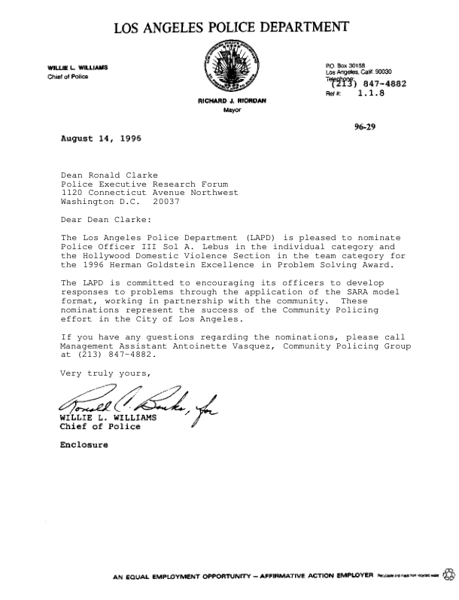 LOS ANGELES POLICE DEPARTMENT
WILLIE L. WILLIAMS
Chief of Police
RICHARD J. RIORDAN
Mayor
P.O. Box 30158
Los Angeles, Calif. 90030
Telephone:
(213) 847-4882
Ref #: 1.1.8
96-29
August 14, 1996
Dean Ronald Clarke
Police Executive Research Forum
1120 Connecticut Avenue Northwest
Washington D.C. 20037
Dear Dean Clarke:
The Los Angeles Police Department (LAPD) is pleased to nominate
Police Officer III Sol A. Lebus in the individual category and
the Hollywood Domestic Violence Section in the team category for
the 1996 Herman Goldstein Excellence in Problem Solving Award.
The LAPD is committed to encouraging its officers to develop
responses to problems through the application of the SARA model
format, working in partnership with the community. These
nominations represent the success of the Community Policing
effort in the City of Los Angeles.
If you have any questions regarding the nominations, please call
Management Assistant Antoinette Vasquez, Community Policing Group
at (213) 847-4882.
Very truly yours,
Ronald C. Banks, for
WILLIE L. WILLIAMS
Chief of Police
Enclosure
AN EQUAL EMPLOYMENT OPPORTUNITY – AFFIRMATIVE ACTION EMPLOYER